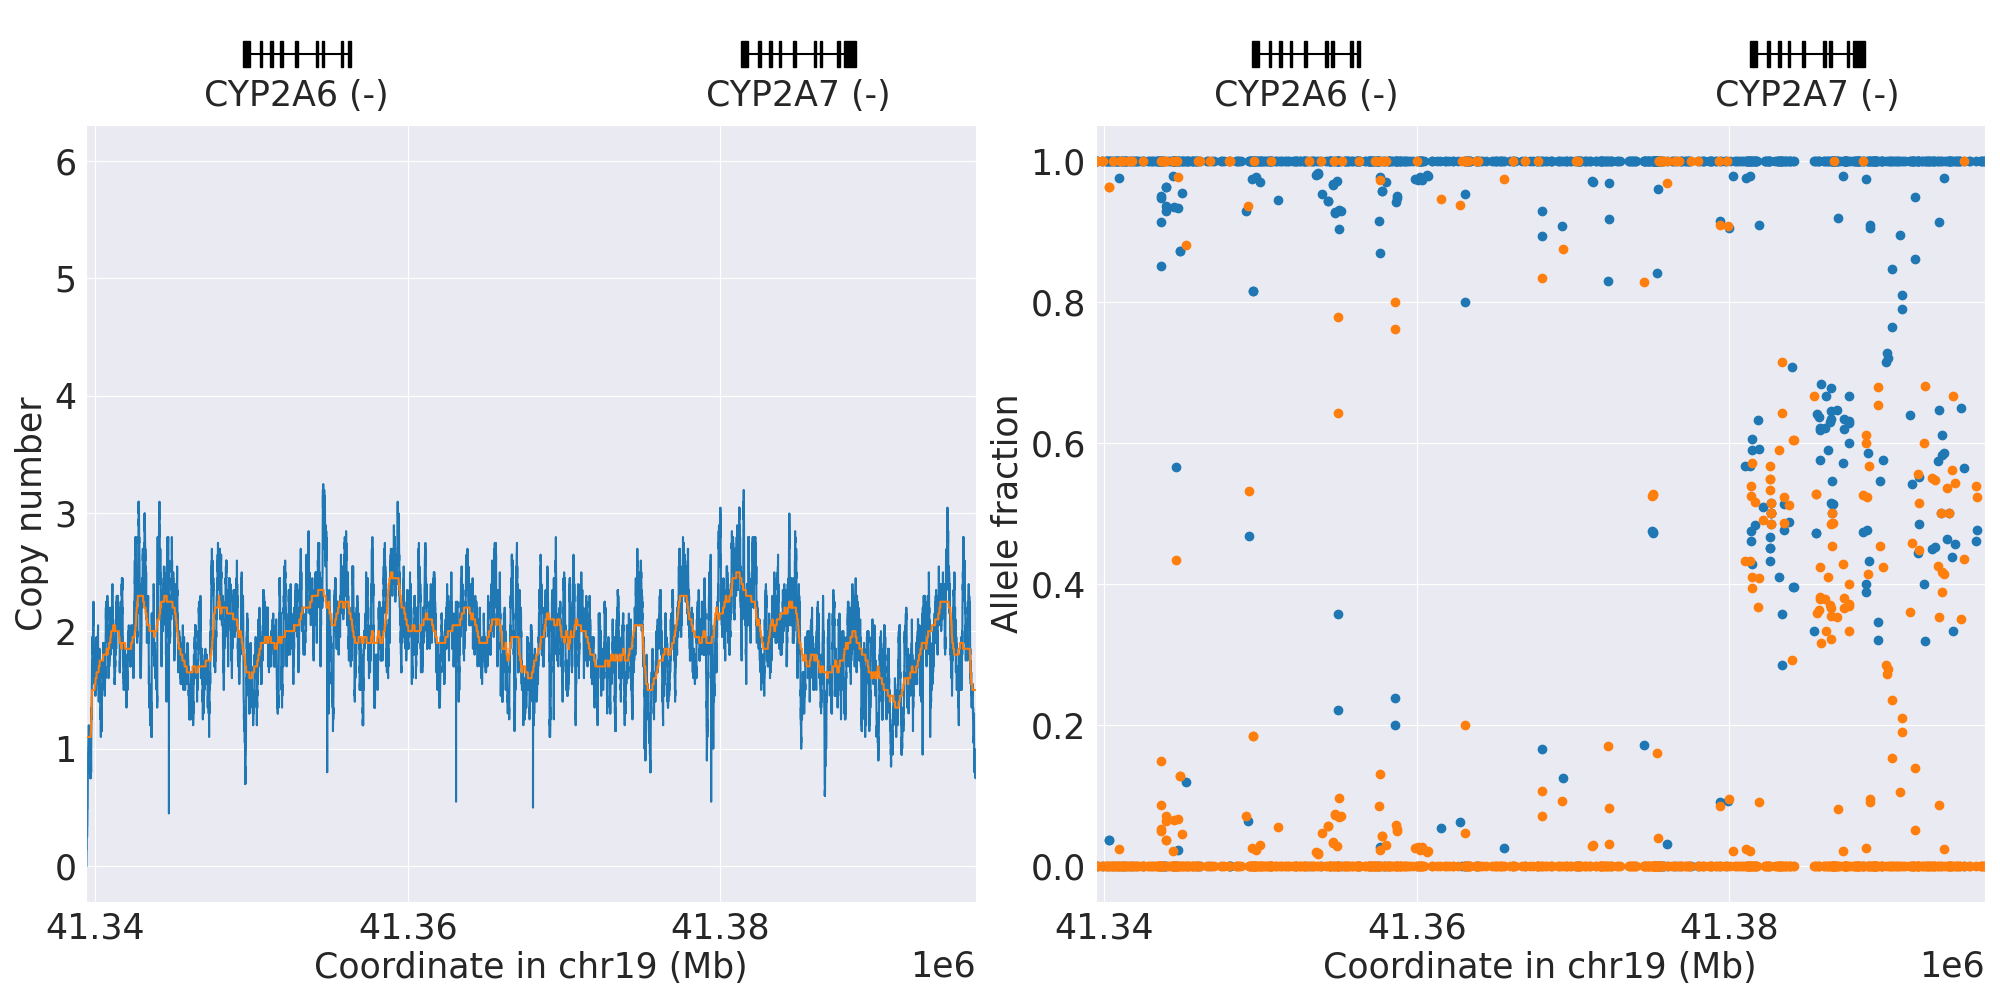 CYP2A6 (-)
CYP2A7 (-)
CYP2A6 (-)
CYP2A7 (-)
Copy number
6
5
4
3
2
1
0
41.34
41.36
41.38
Coordinate in chr19 (Mb)
1e6
Allele fraction
1.0
0.8
0.6
0.4
0.2
0.0
41.34
41.36
41.38
Coordinate in chr19 (Mb)
1e6